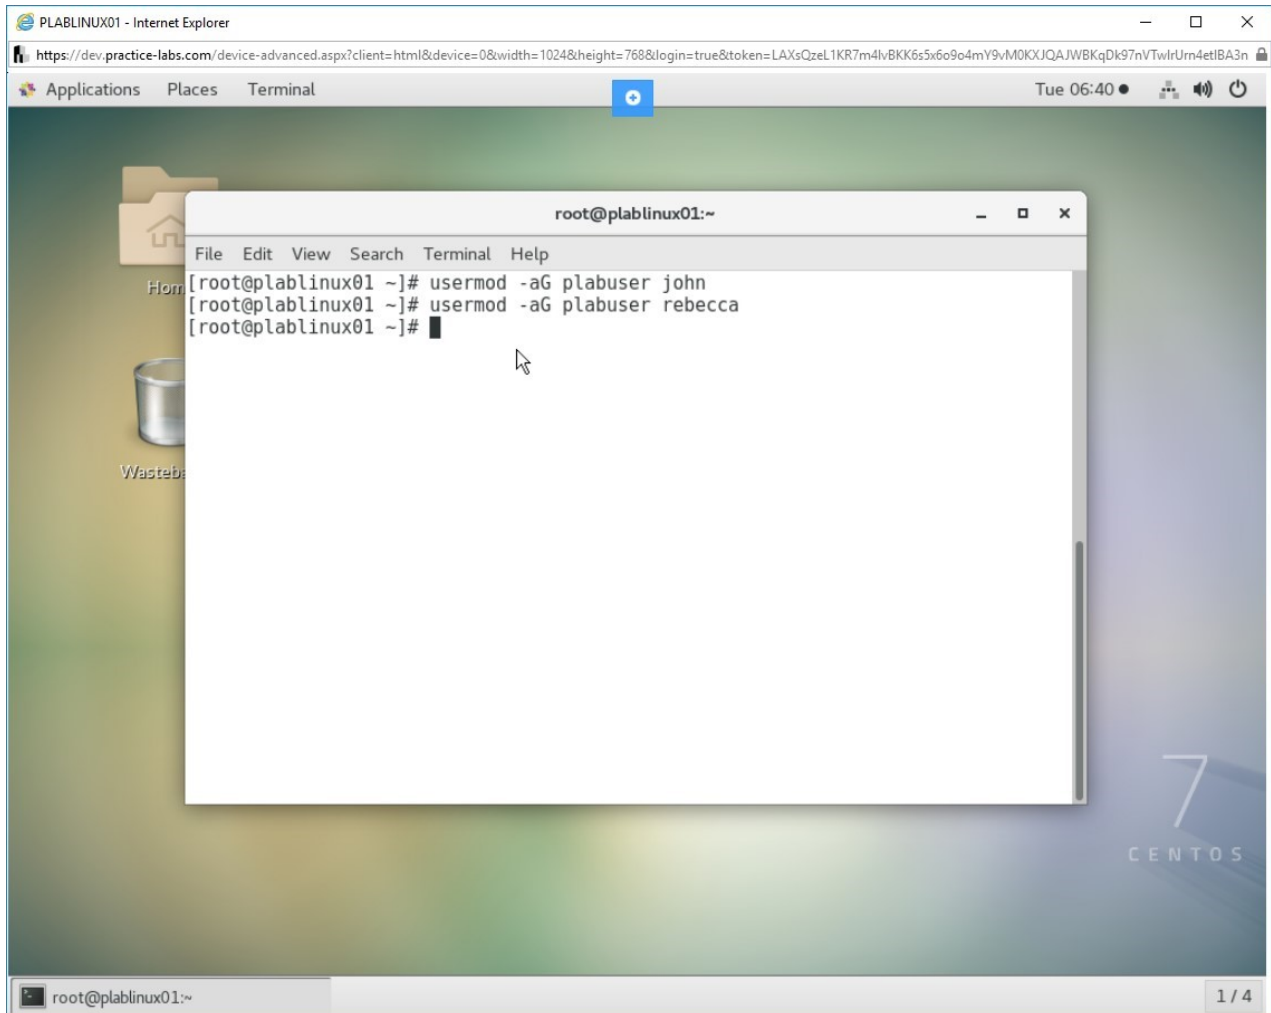 PLABLINUX01 - Internet Explorer
https://dev.practice-labs.com/device-advanced.aspx?client=html&device=0&width=1024&height=768&login=true&token=LAXsQzeL1KR7m4lvBKK6s5x6o9o4mY9vM0KXJQAJWBKqDk97nVTwIrUrn4etIBA3n
Applications Places Terminal Tue 06:40
root@plablinux01:~
File Edit View Search Terminal Help
[root@plablinux01 ~]# usermod -aG plabuser john
[root@plablinux01 ~]# usermod -aG plabuser rebecca
[root@plablinux01 ~]#
Hom
Wasteb
7
CENTOS
root@plablinux01:~
1 / 4